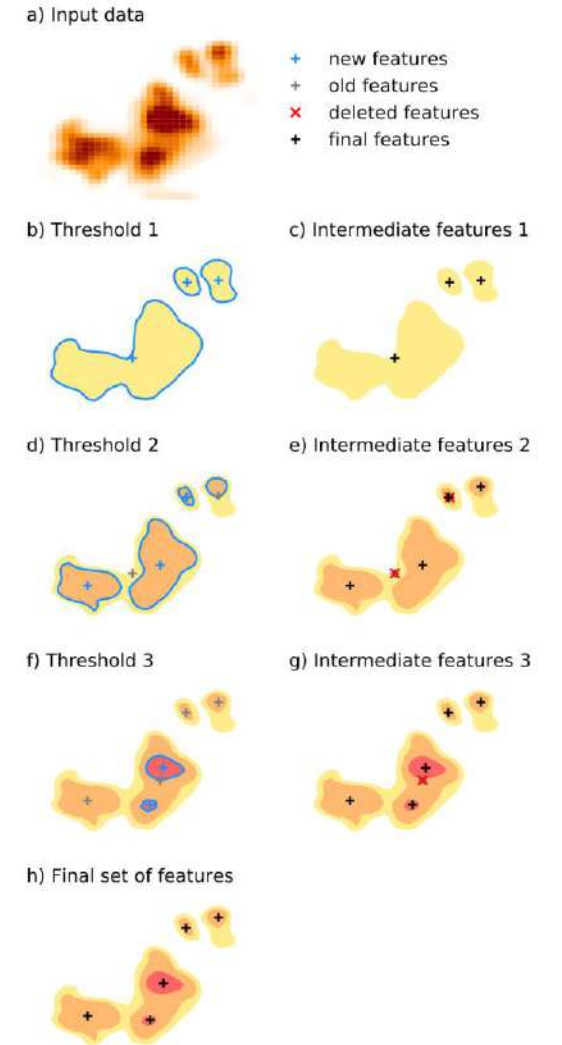 a) Input data
new features
old features
deleted features
final features
b) Threshold 1
c) Intermediate features 1
d) Threshold 2
e) Intermediate features 2
f) Threshold 3
g) Intermediate features 3
h) Final set of features